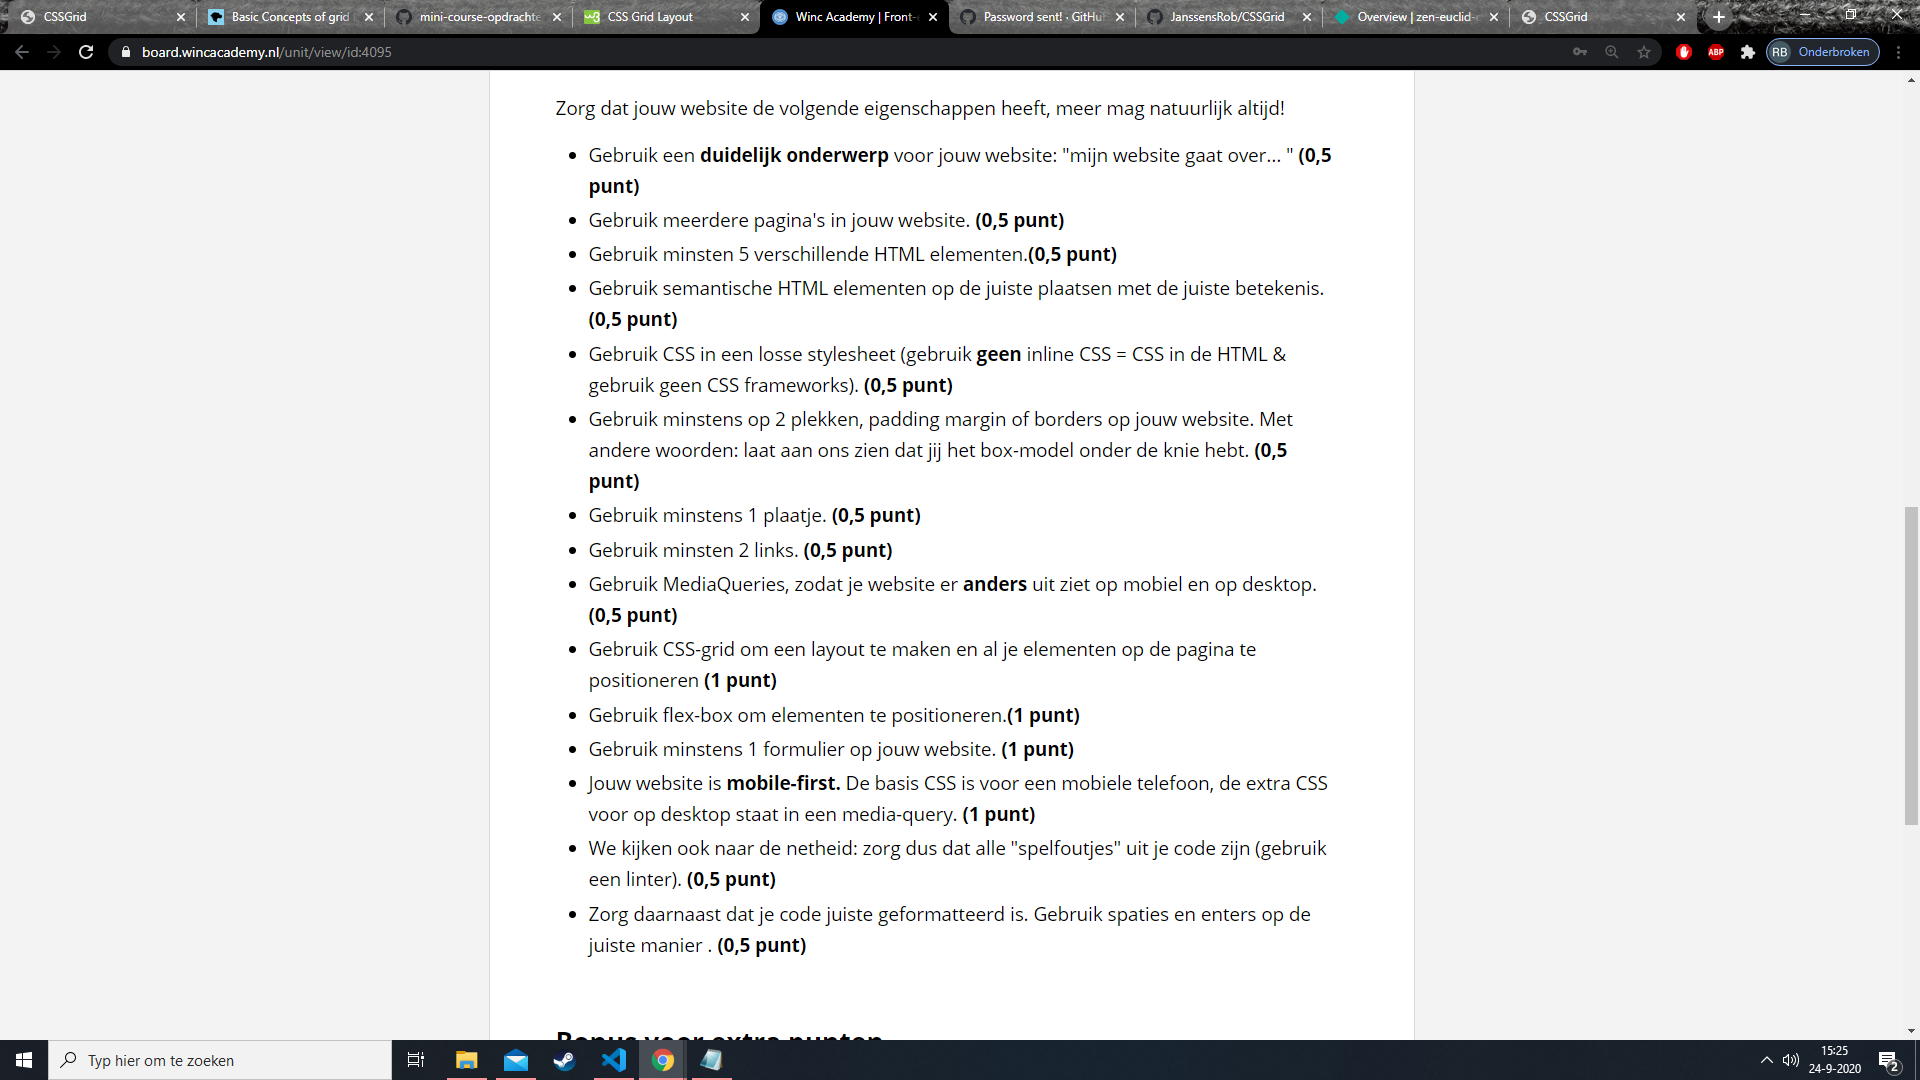 CSSGrid
Basic Concepts of grid
mini-course-opdrachte
CSS Grid Layout
Winc Academy | Front-
Password sent! · GitHub
JanssensRob/CSSGrid
Overview | zen-euclid-
CSSGrid
board.wincacademy.nl/unit/view/id:4095
ABP
RB Onderbroken
Zorg dat jouw website de volgende eigenschappen heeft, meer mag natuurlijk altijd!
• Gebruik een duidelijk onderwerp voor jouw website: "mijn website gaat over... " (0,5
punt)
• Gebruik meerdere pagina's in jouw website. (0,5 punt)
• Gebruik minsten 5 verschillende HTML elementen.(0,5 punt)
• Gebruik semantische HTML elementen op de juiste plaatsen met de juiste betekenis.
(0,5 punt)
• Gebruik CSS in een losse stylesheet (gebruik geen inline CSS = CSS in de HTML &
gebruik geen CSS frameworks). (0,5 punt)
• Gebruik minstens op 2 plekken, padding margin of borders op jouw website. Met
andere woorden: laat aan ons zien dat jij het box-model onder de knie hebt. (0,5
punt)
• Gebruik minstens 1 plaatje. (0,5 punt)
• Gebruik minsten 2 links. (0,5 punt)
• Gebruik MediaQueries, zodat je website er anders uit ziet op mobiel en op desktop.
(0,5 punt)
• Gebruik CSS-grid om een layout te maken en al je elementen op de pagina te
positioneren (1 punt)
• Gebruik flex-box om elementen te positioneren.(1 punt)
• Gebruik minstens 1 formulier op jouw website. (1 punt)
• Jouw website is mobile-first. De basis CSS is voor een mobiele telefoon, de extra CSS
voor op desktop staat in een media-query. (1 punt)
• We kijken ook naar de netheid: zorg dus dat alle "spelfoutjes" uit je code zijn (gebruik
een linter). (0,5 punt)
• Zorg daarnaast dat je code juiste geformatteerd is. Gebruik spaties en enters op de
juiste manier . (0,5 punt)
Bonus voor extra punten
Typ hier om te zoeken
15:25
24-9-2020
2